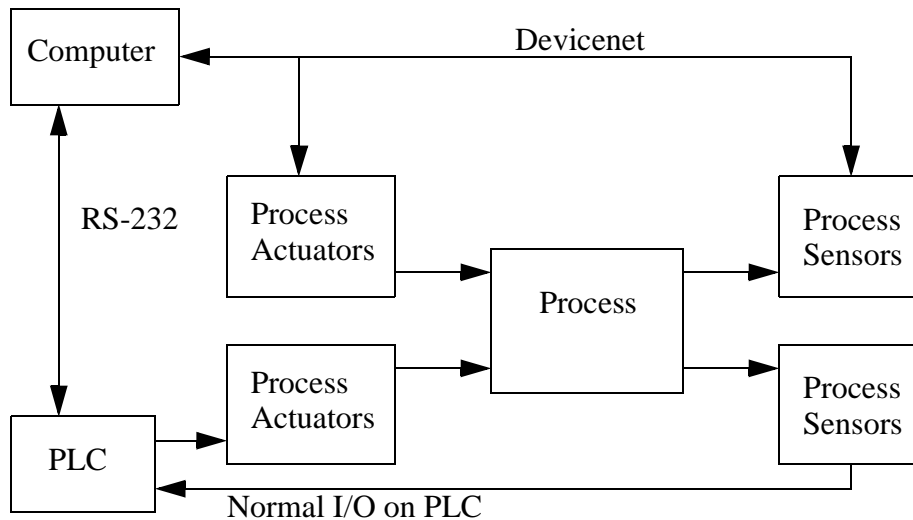 Computer
Devicenet
RS-232
Process
Actuators
Process
Sensors
Process
Process
Actuators
Process
Sensors
PLC
Normal I/O on PLC